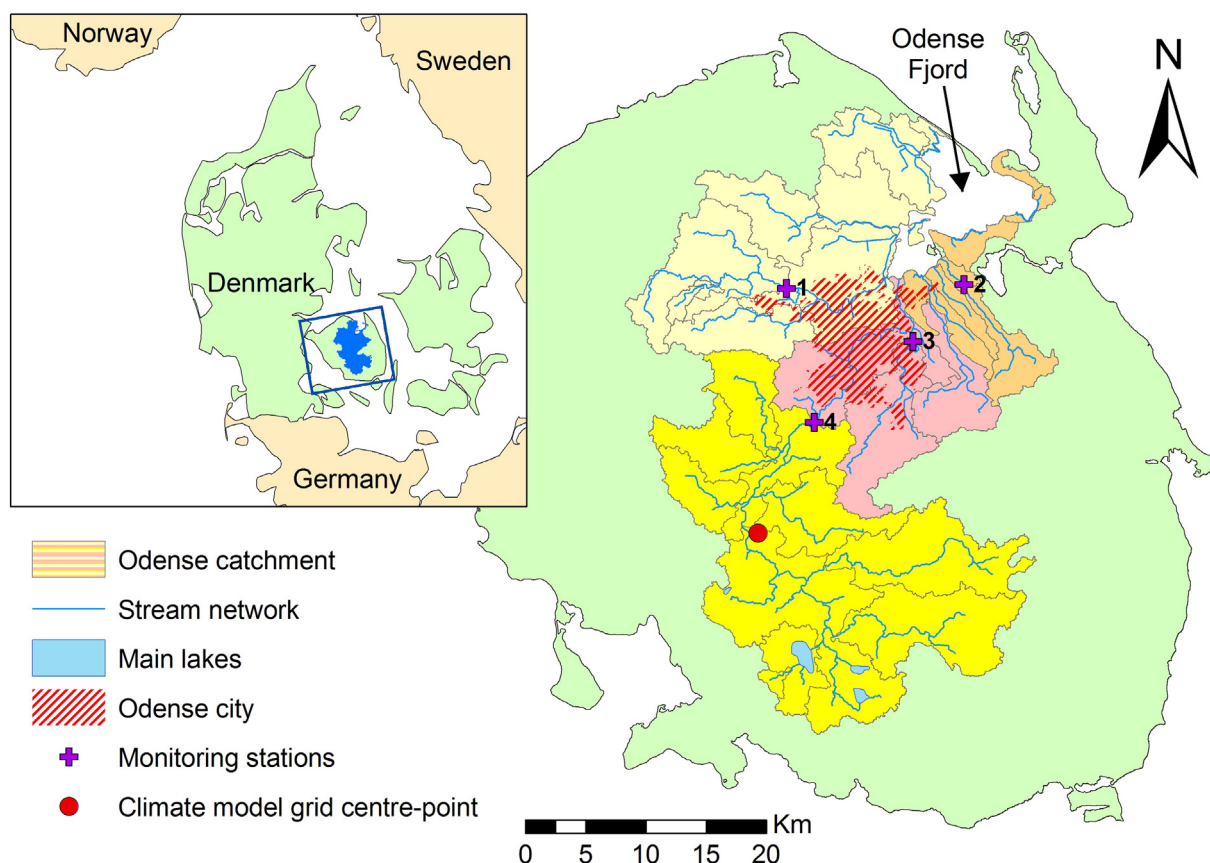 Norway
Sweden
Denmark
Germany
Odense
Fjord
N
1
2
3
4
Odense catchment
Stream network
Main lakes
Odense city
Monitoring stations
Climate model grid centre-point
Km
0 5 10 15 20